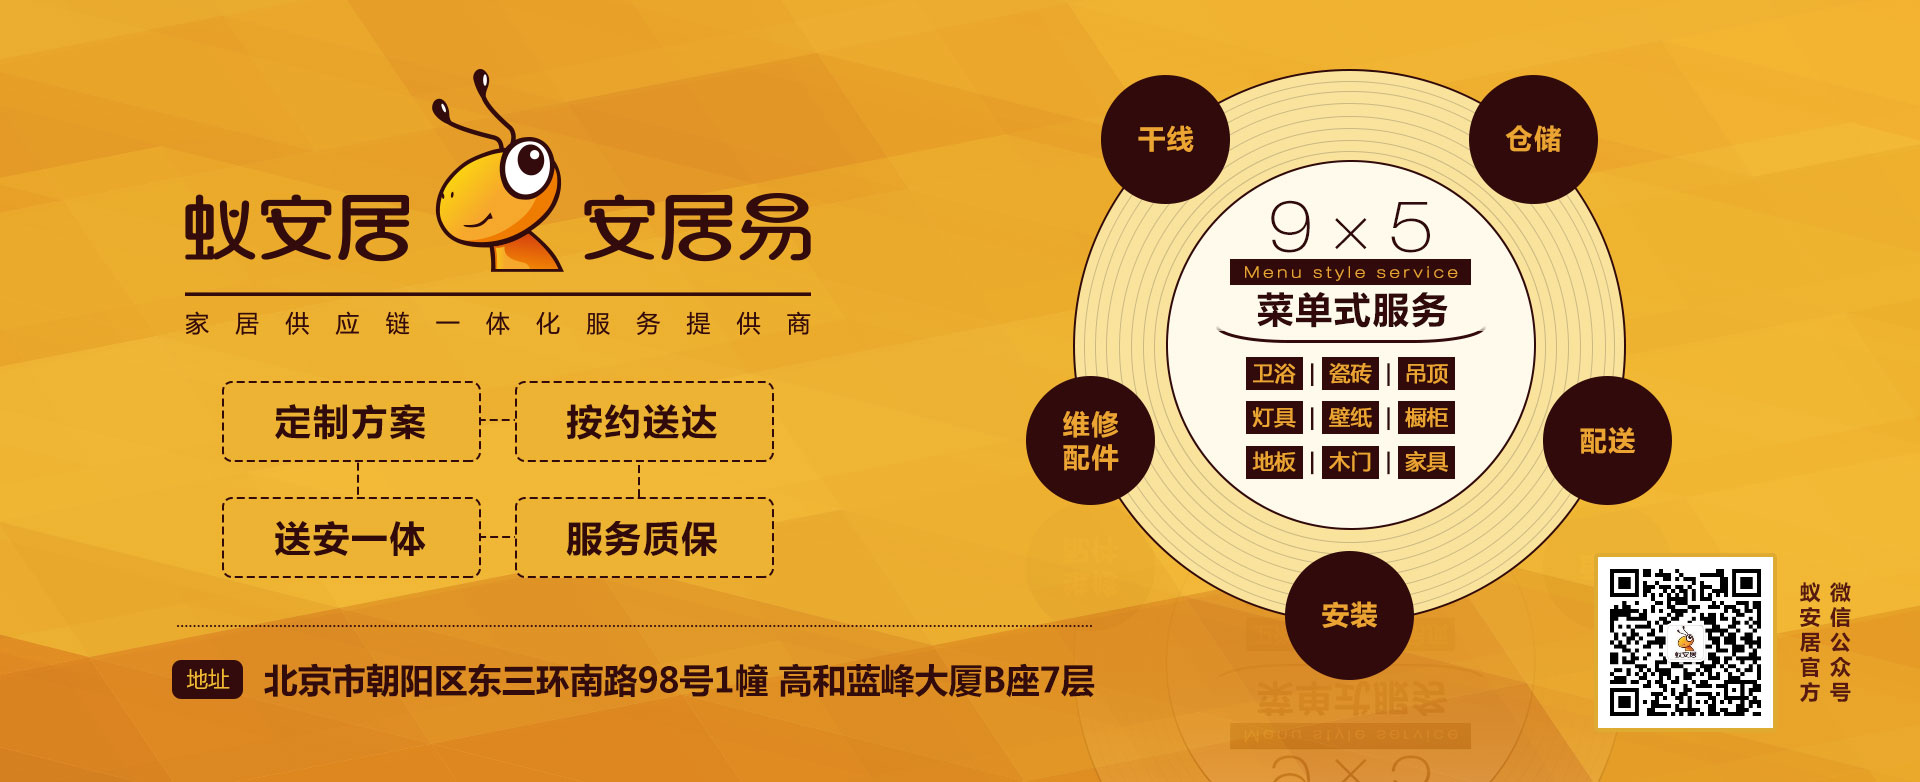 蚁安居 安居易
家居供应链一体化服务提供商
定制方案
按约送达
送安一体
服务质保
地址 北京市朝阳区东三环南路98号1幢 高和蓝峰大厦B座7层
干线
仓储
维修
配件
配送
安装
9×5
Menu style service
菜单式服务
卫浴 | 瓷砖 | 吊顶
灯具 | 壁纸 | 橱柜
地板 | 木门 | 家具
蚁安居
微信公众号
蚁安居官方